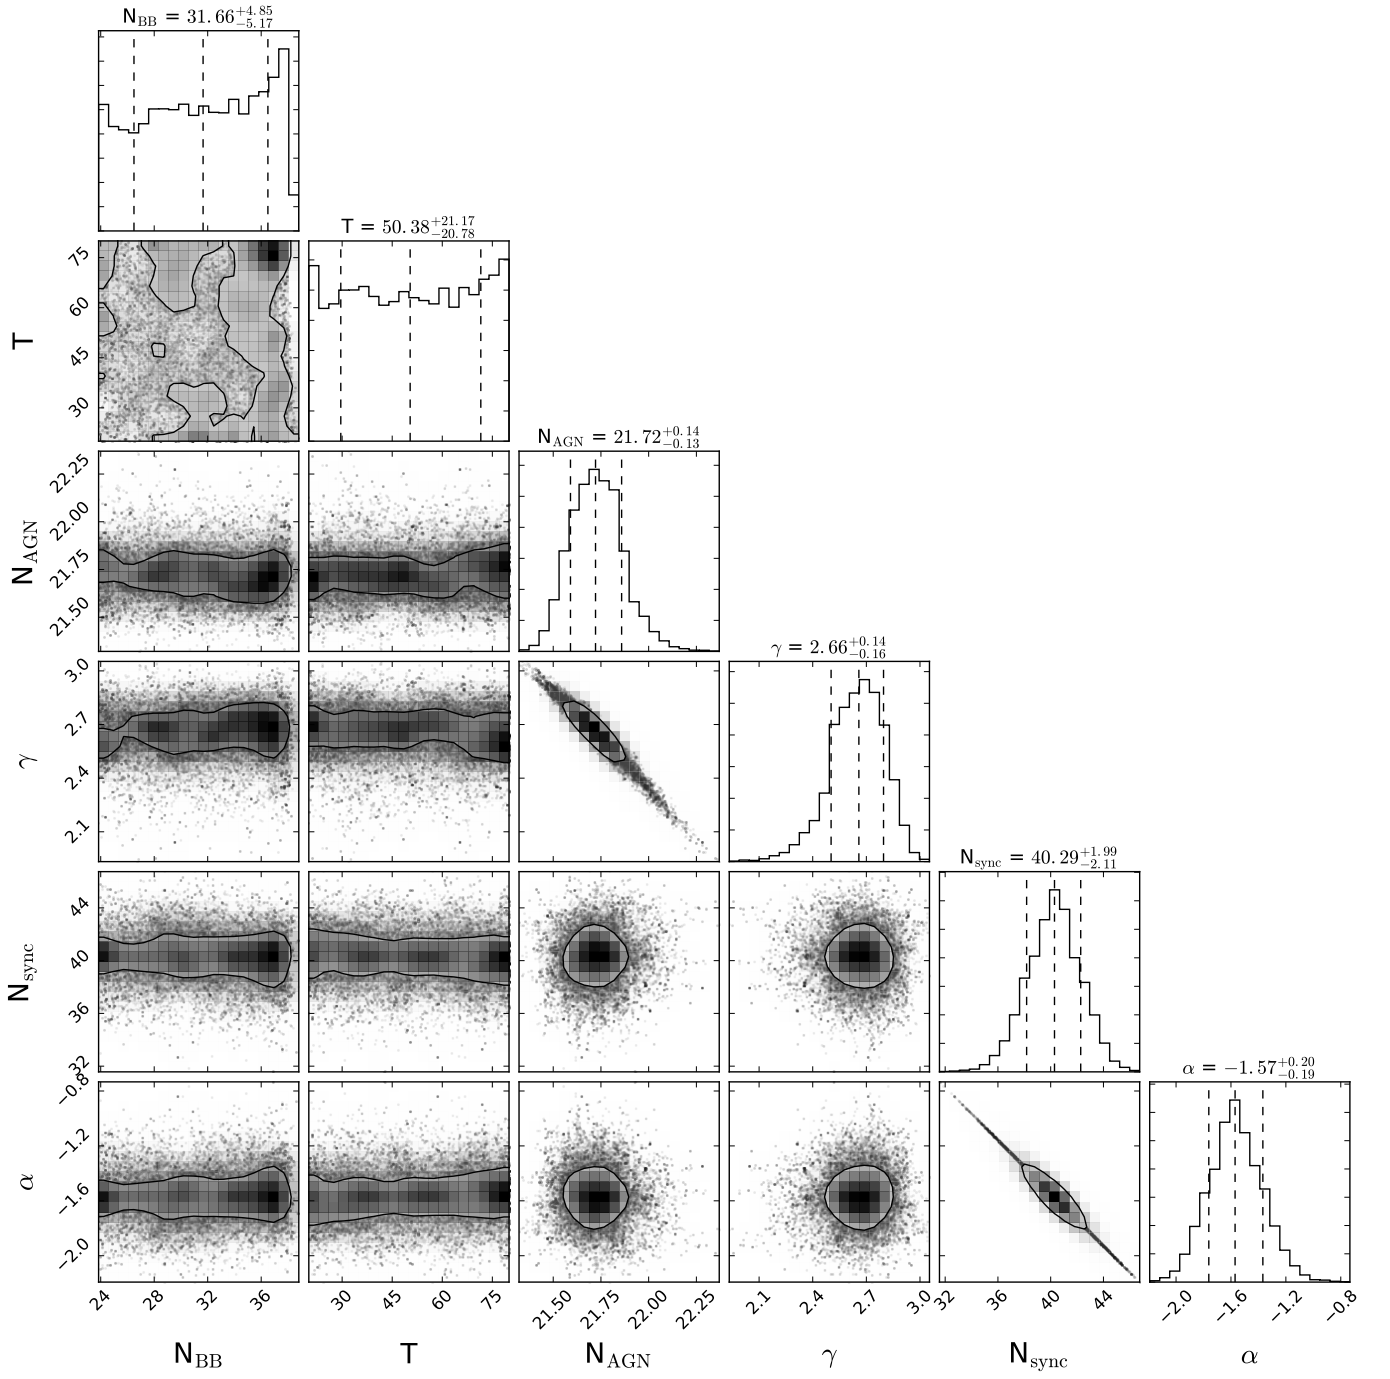 N_BB = 31.66^{+4.85}_{-5.17}
T = 50.38^{+21.17}_{-20.78}
75
60
45
30
T
N_AGN = 21.72^{+0.14}_{-0.13}
22.25
22.00
21.75
21.50
N_AGN
γ = 2.66^{+0.14}_{-0.16}
3.0
2.7
2.4
2.1
γ
N_sync = 40.29^{+1.99}_{-2.11}
44
40
36
32
N_sync
α = −1.57^{+0.20}_{-0.19}
−0.8
−1.2
−1.6
−2.0
α
24 28 32 36 30 45 60 75 21.50 21.75 22.00 22.25 2.1 2.4 2.7 3.0 32 36 40 44 −2.0 −1.6 −1.2 −0.8
N_BB T N_AGN γ N_sync α